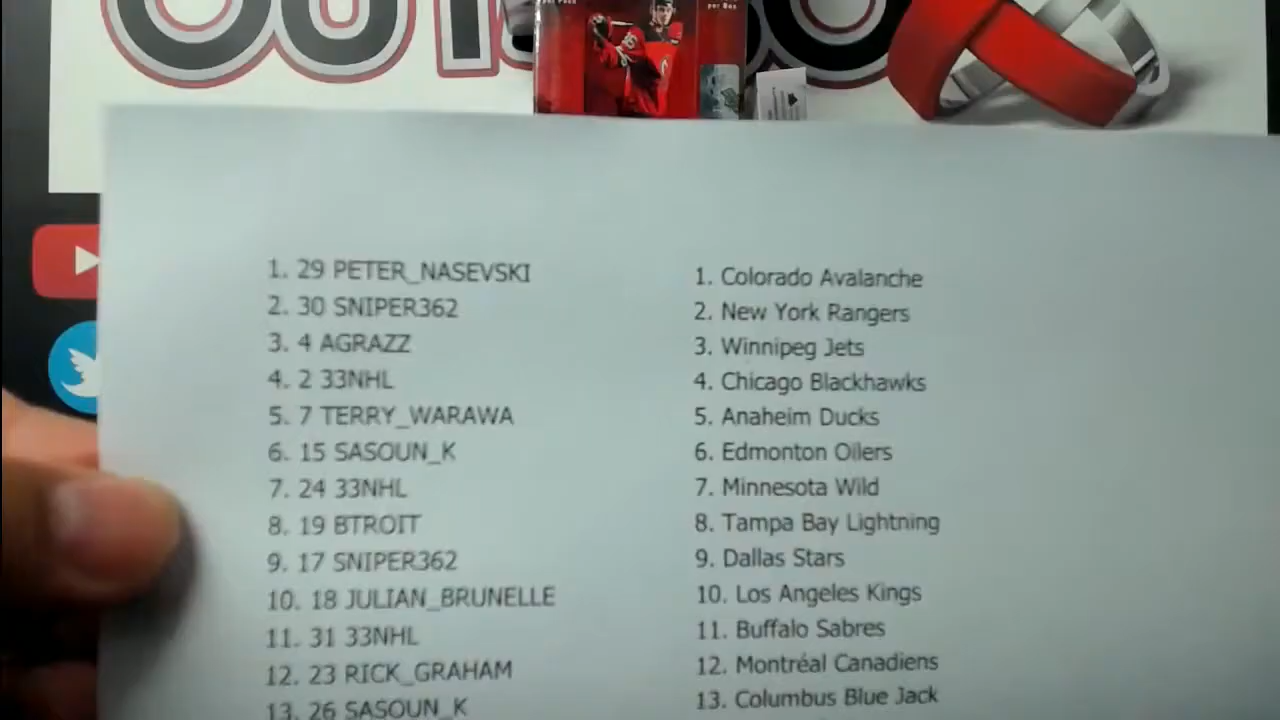 per Box
1. 29 PETER_NASEVSKI
2. 30 SNIPER362
3. 4 AGRAZZ
4. 2 33NHL
5. 7 TERRY_WARAWA
6. 15 SASOUN_K
7. 24 33NHL
8. 19 BTROIT
9. 17 SNIPER362
10. 18 JULIAN_BRUNELLE
11. 31 33NHL
12. 23 RICK_GRAHAM
13. 26 SASOUN_K
1. Colorado Avalanche
2. New York Rangers
3. Winnipeg Jets
4. Chicago Blackhawks
5. Anaheim Ducks
6. Edmonton Oilers
7. Minnesota Wild
8. Tampa Bay Lightning
9. Dallas Stars
10. Los Angeles Kings
11. Buffalo Sabres
12. Montréal Canadiens
13. Columbus Blue Jack